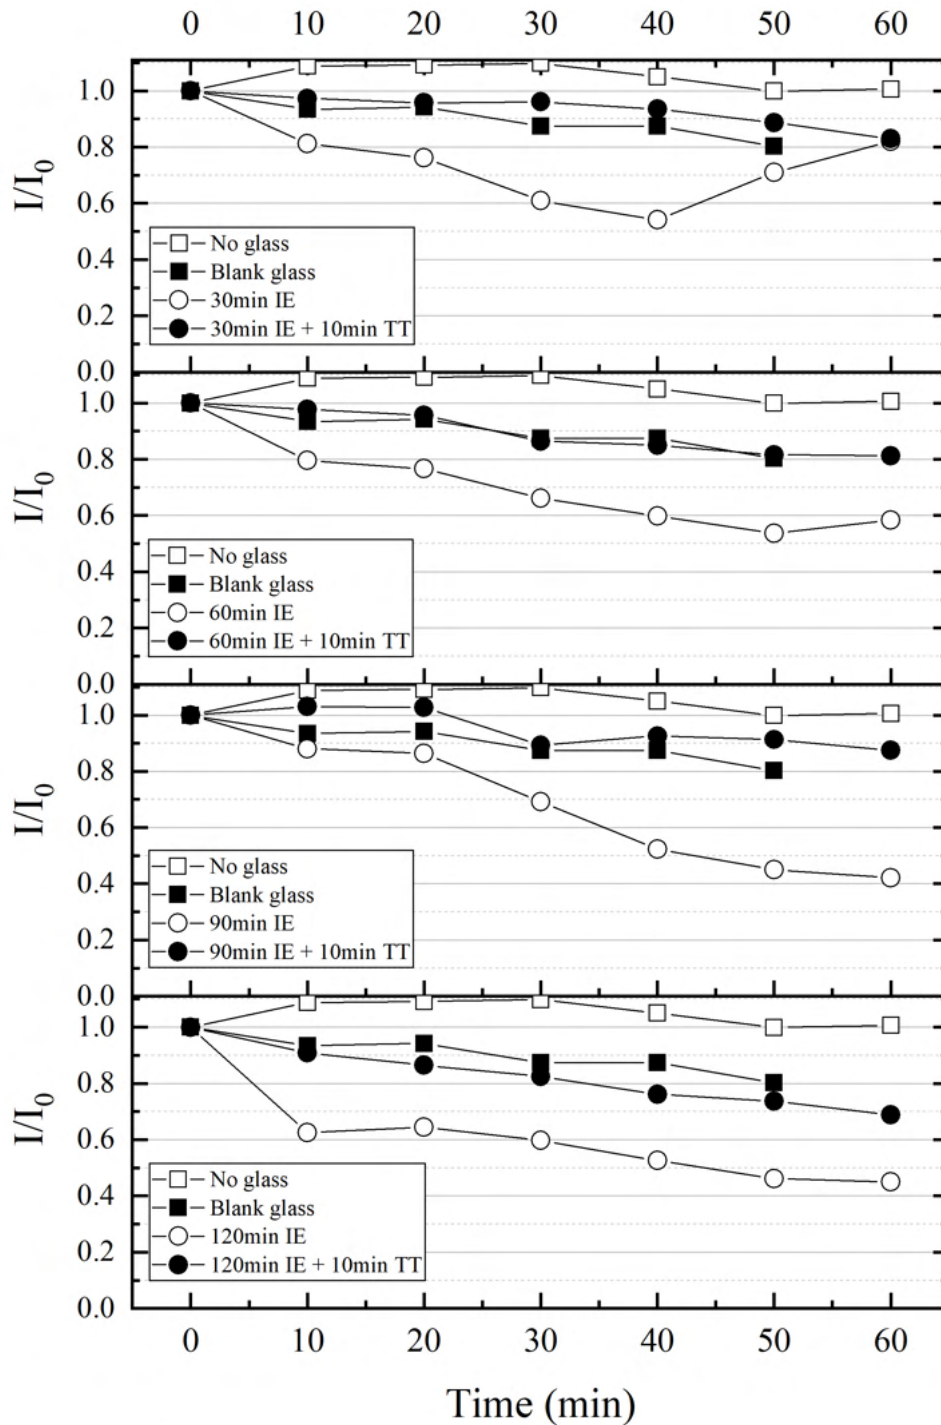 0 10 20 30 40 50 60
1.0
0.8
0.6
0.4
0.2
I/I0
No glass
Blank glass
30min IE
30min IE + 10min TT
0.0
1.0
0.8
0.6
0.4
0.2
I/I0
No glass
Blank glass
60min IE
60min IE + 10min TT
0.0
1.0
0.8
0.6
0.4
0.2
I/I0
No glass
Blank glass
90min IE
90min IE + 10min TT
0.0
1.0
0.8
0.6
0.4
0.2
0.0
I/I0
No glass
Blank glass
120min IE
120min IE + 10min TT
0 10 20 30 40 50 60
Time (min)